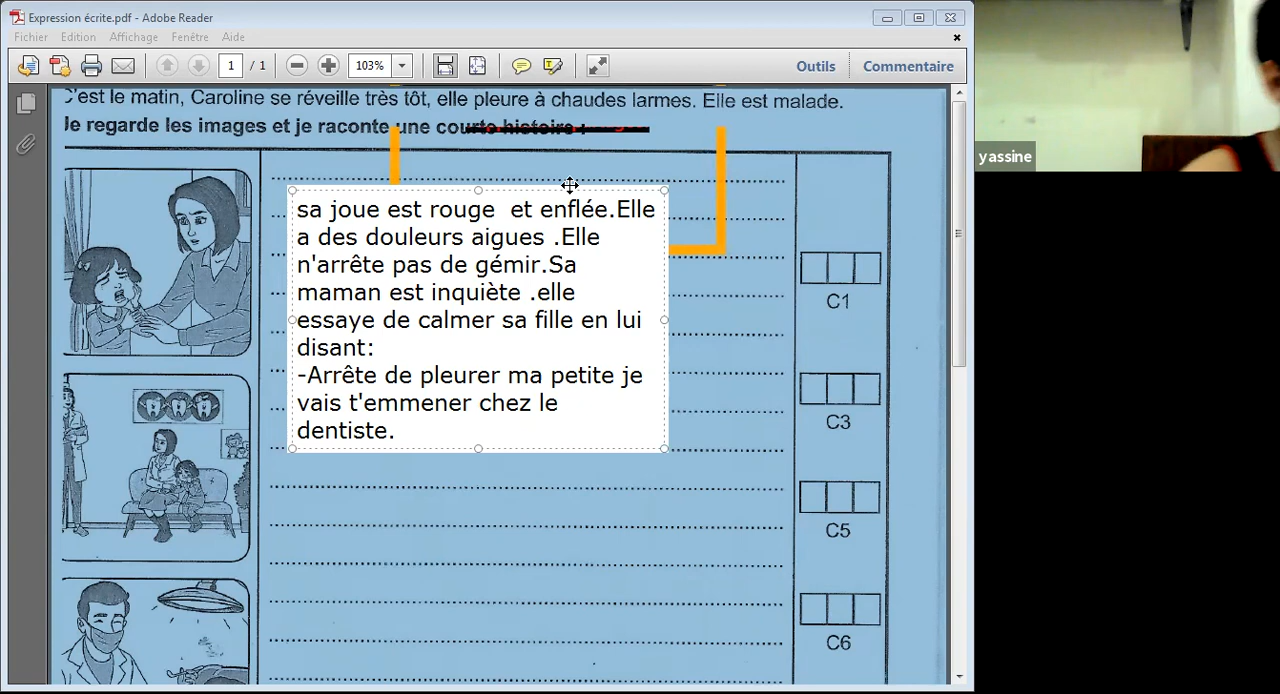 Expression écrite.pdf - Adobe Reader
Fichier Edition Affichage Fenêtre Aide
1 / 1 103% Outils Commentaire
C'est le matin, Caroline se réveille très tôt, elle pleure à chaudes larmes. Elle est malade.
Je regarde les images et je raconte une courte histoire :
yassine
sa joue est rouge et enflée.Elle
a des douleurs aigues .Elle
n'arrête pas de gémir.Sa
maman est inquiète .elle
essaye de calmer sa fille en lui
disant:
-Arrête de pleurer ma petite je
vais t'emmener chez le
dentiste.
C1
C3
C5
C6